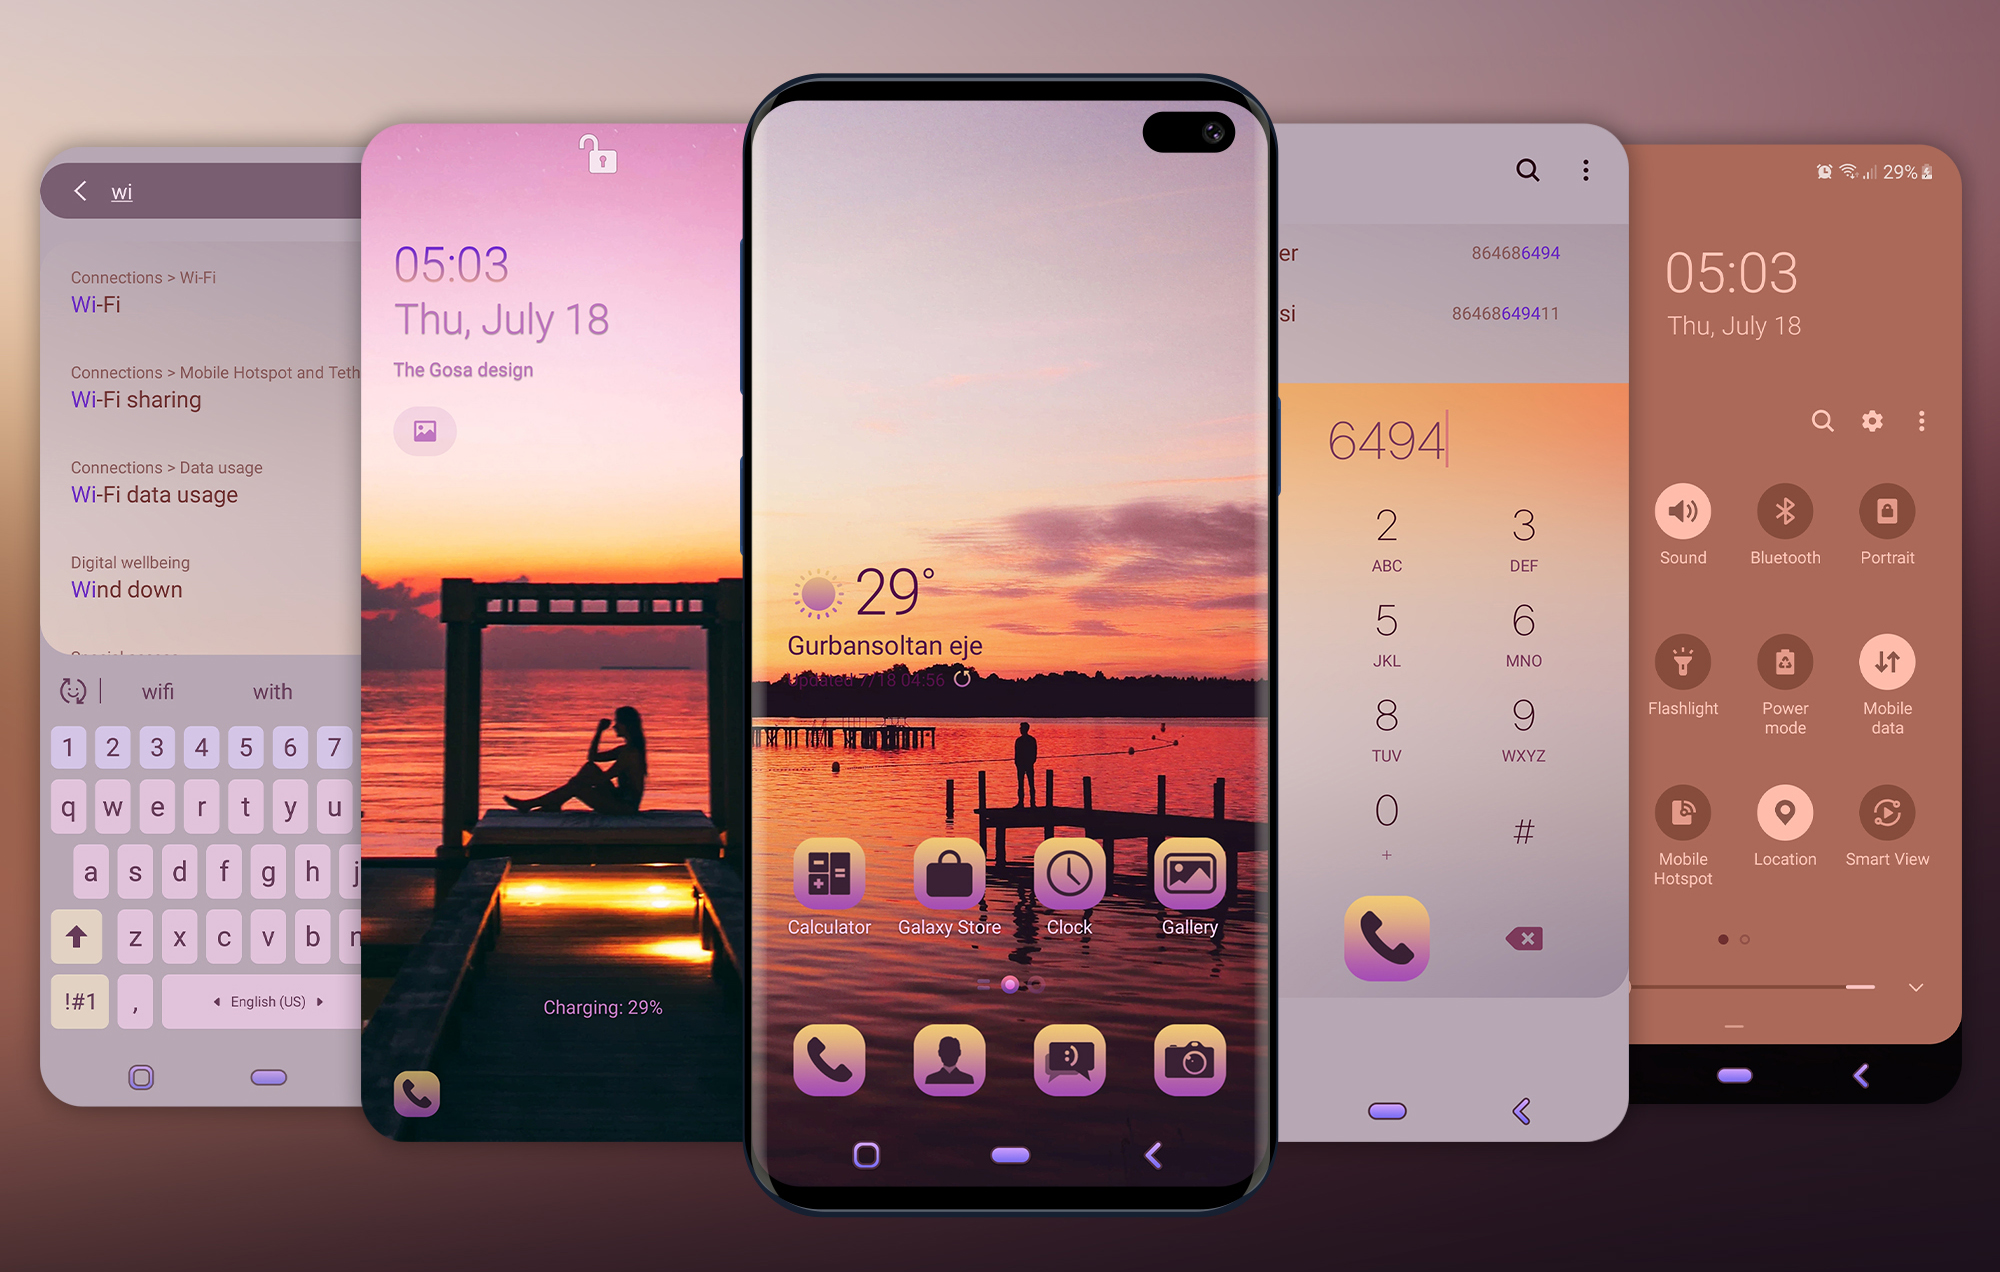 wi
Connections > Wi-Fi
Wi-Fi
Connections > Mobile Hotspot and Teth
Wi-Fi sharing
Connections > Data usage
Wi-Fi data usage
Digital wellbeing
Wind down
wifi with
1 2 3 4 5 6 7
q w e r t y u
a s d f g h j
z x c v b n
!#1 , English (US)
05:03
Thu, July 18
The Gosa design
Charging: 29%
29°
Gurbansoltan eje
Updated 7/18 04:56
Calculator Galaxy Store Clock Gallery
er 864686494
si 86468649411
6494
2 3
ABC DEF
5 6
JKL MNO
8 9
TUV WXYZ
0 #
+
29%
05:03
Thu, July 18
Sound Bluetooth Portrait
Flashlight Power mode Mobile data
Mobile Hotspot Location Smart View